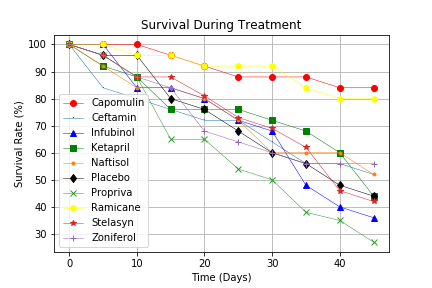 Survival During Treatment
100
90
80
70
60
50
40
30
Survival Rate (%)
Capomulin
Ceftamin
Infubinol
Ketapril
Naftisol
Placebo
Propriva
Ramicane
Stelasyn
Zoniferol
0 10 20 30 40
Time (Days)